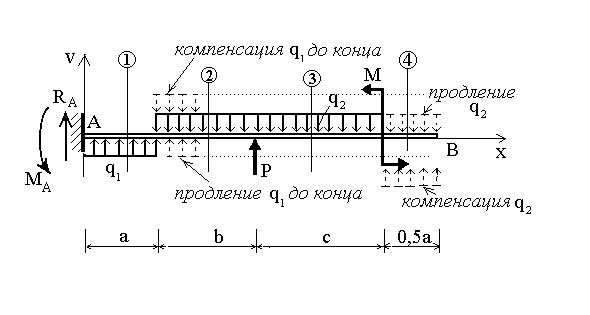 v
компенсация q₁ до конца
① ② ③ ④
M
продление
q₂
R_A
A
q₂
B
x
M_A
q₁
P
продление q₁ до конца
компенсация q₂
a b c 0,5a